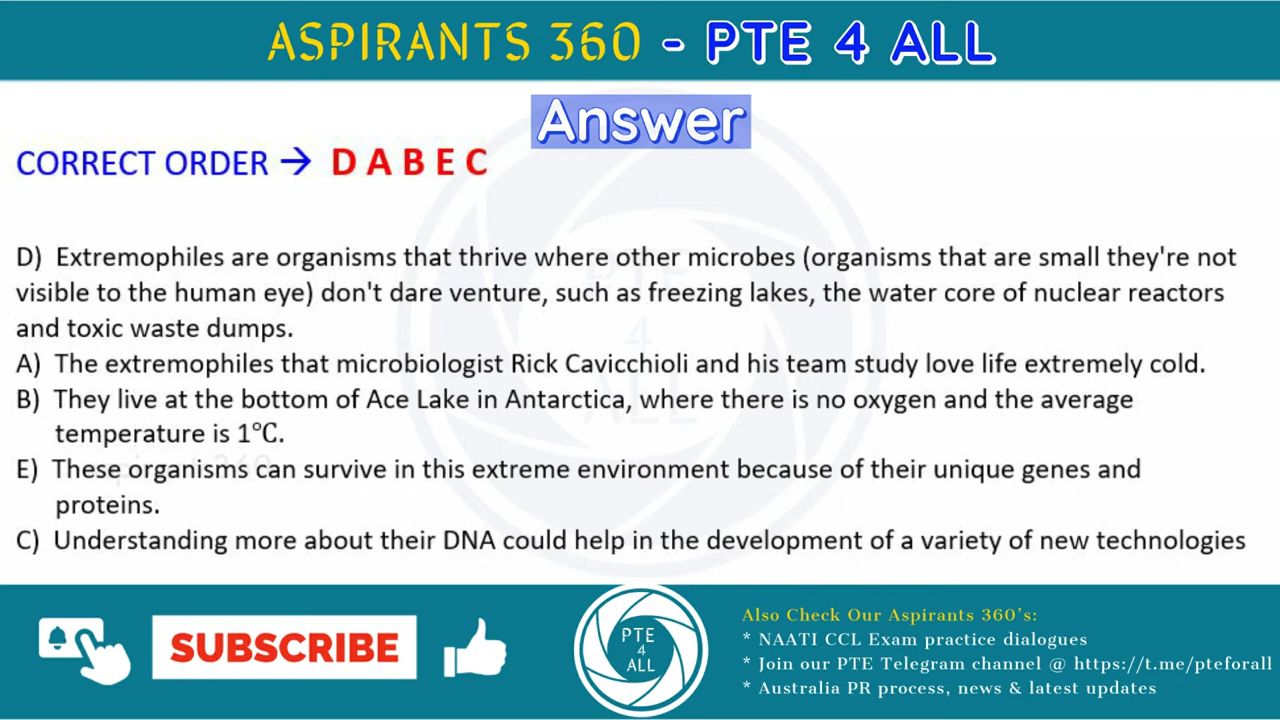 ASPIRANTS 360 - PTE 4 ALL
Answer
CORRECT ORDER → D A B E C
D) Extremophiles are organisms that thrive where other microbes (organisms that are small they're not
visible to the human eye) don't dare venture, such as freezing lakes, the water core of nuclear reactors
and toxic waste dumps.
A) The extremophiles that microbiologist Rick Cavicchioli and his team study love life extremely cold.
B) They live at the bottom of Ace Lake in Antarctica, where there is no oxygen and the average
temperature is 1℃.
E) These organisms can survive in this extreme environment because of their unique genes and
proteins.
C) Understanding more about their DNA could help in the development of a variety of new technologies
SUBSCRIBE
PTE
4
ALL
Also Check Our Aspirants 360's:
* NAATI CCL Exam practice dialogues
* Join our PTE Telegram channel @ https://t.me/pteforall
* Australia PR process, news & latest updates